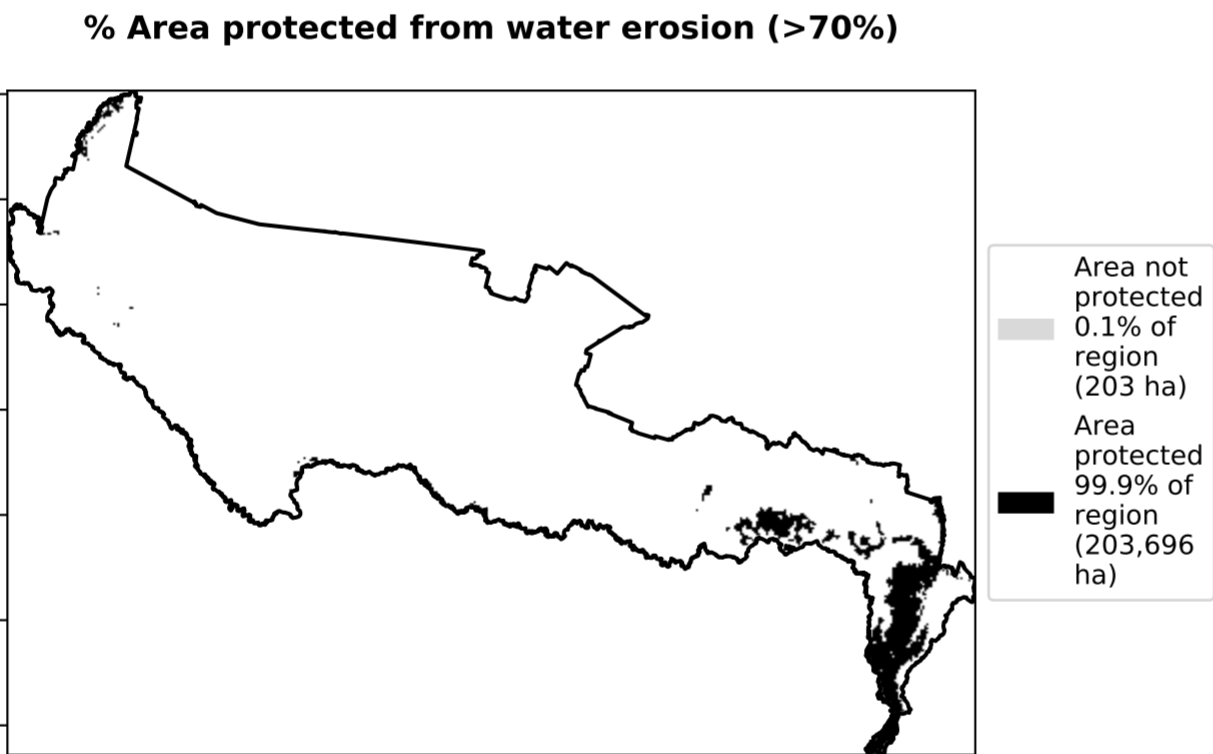 % Area protected from water erosion (>70%)
Area not
protected
0.1% of
region
(203 ha)
Area
protected
99.9% of
region
(203,696
ha)